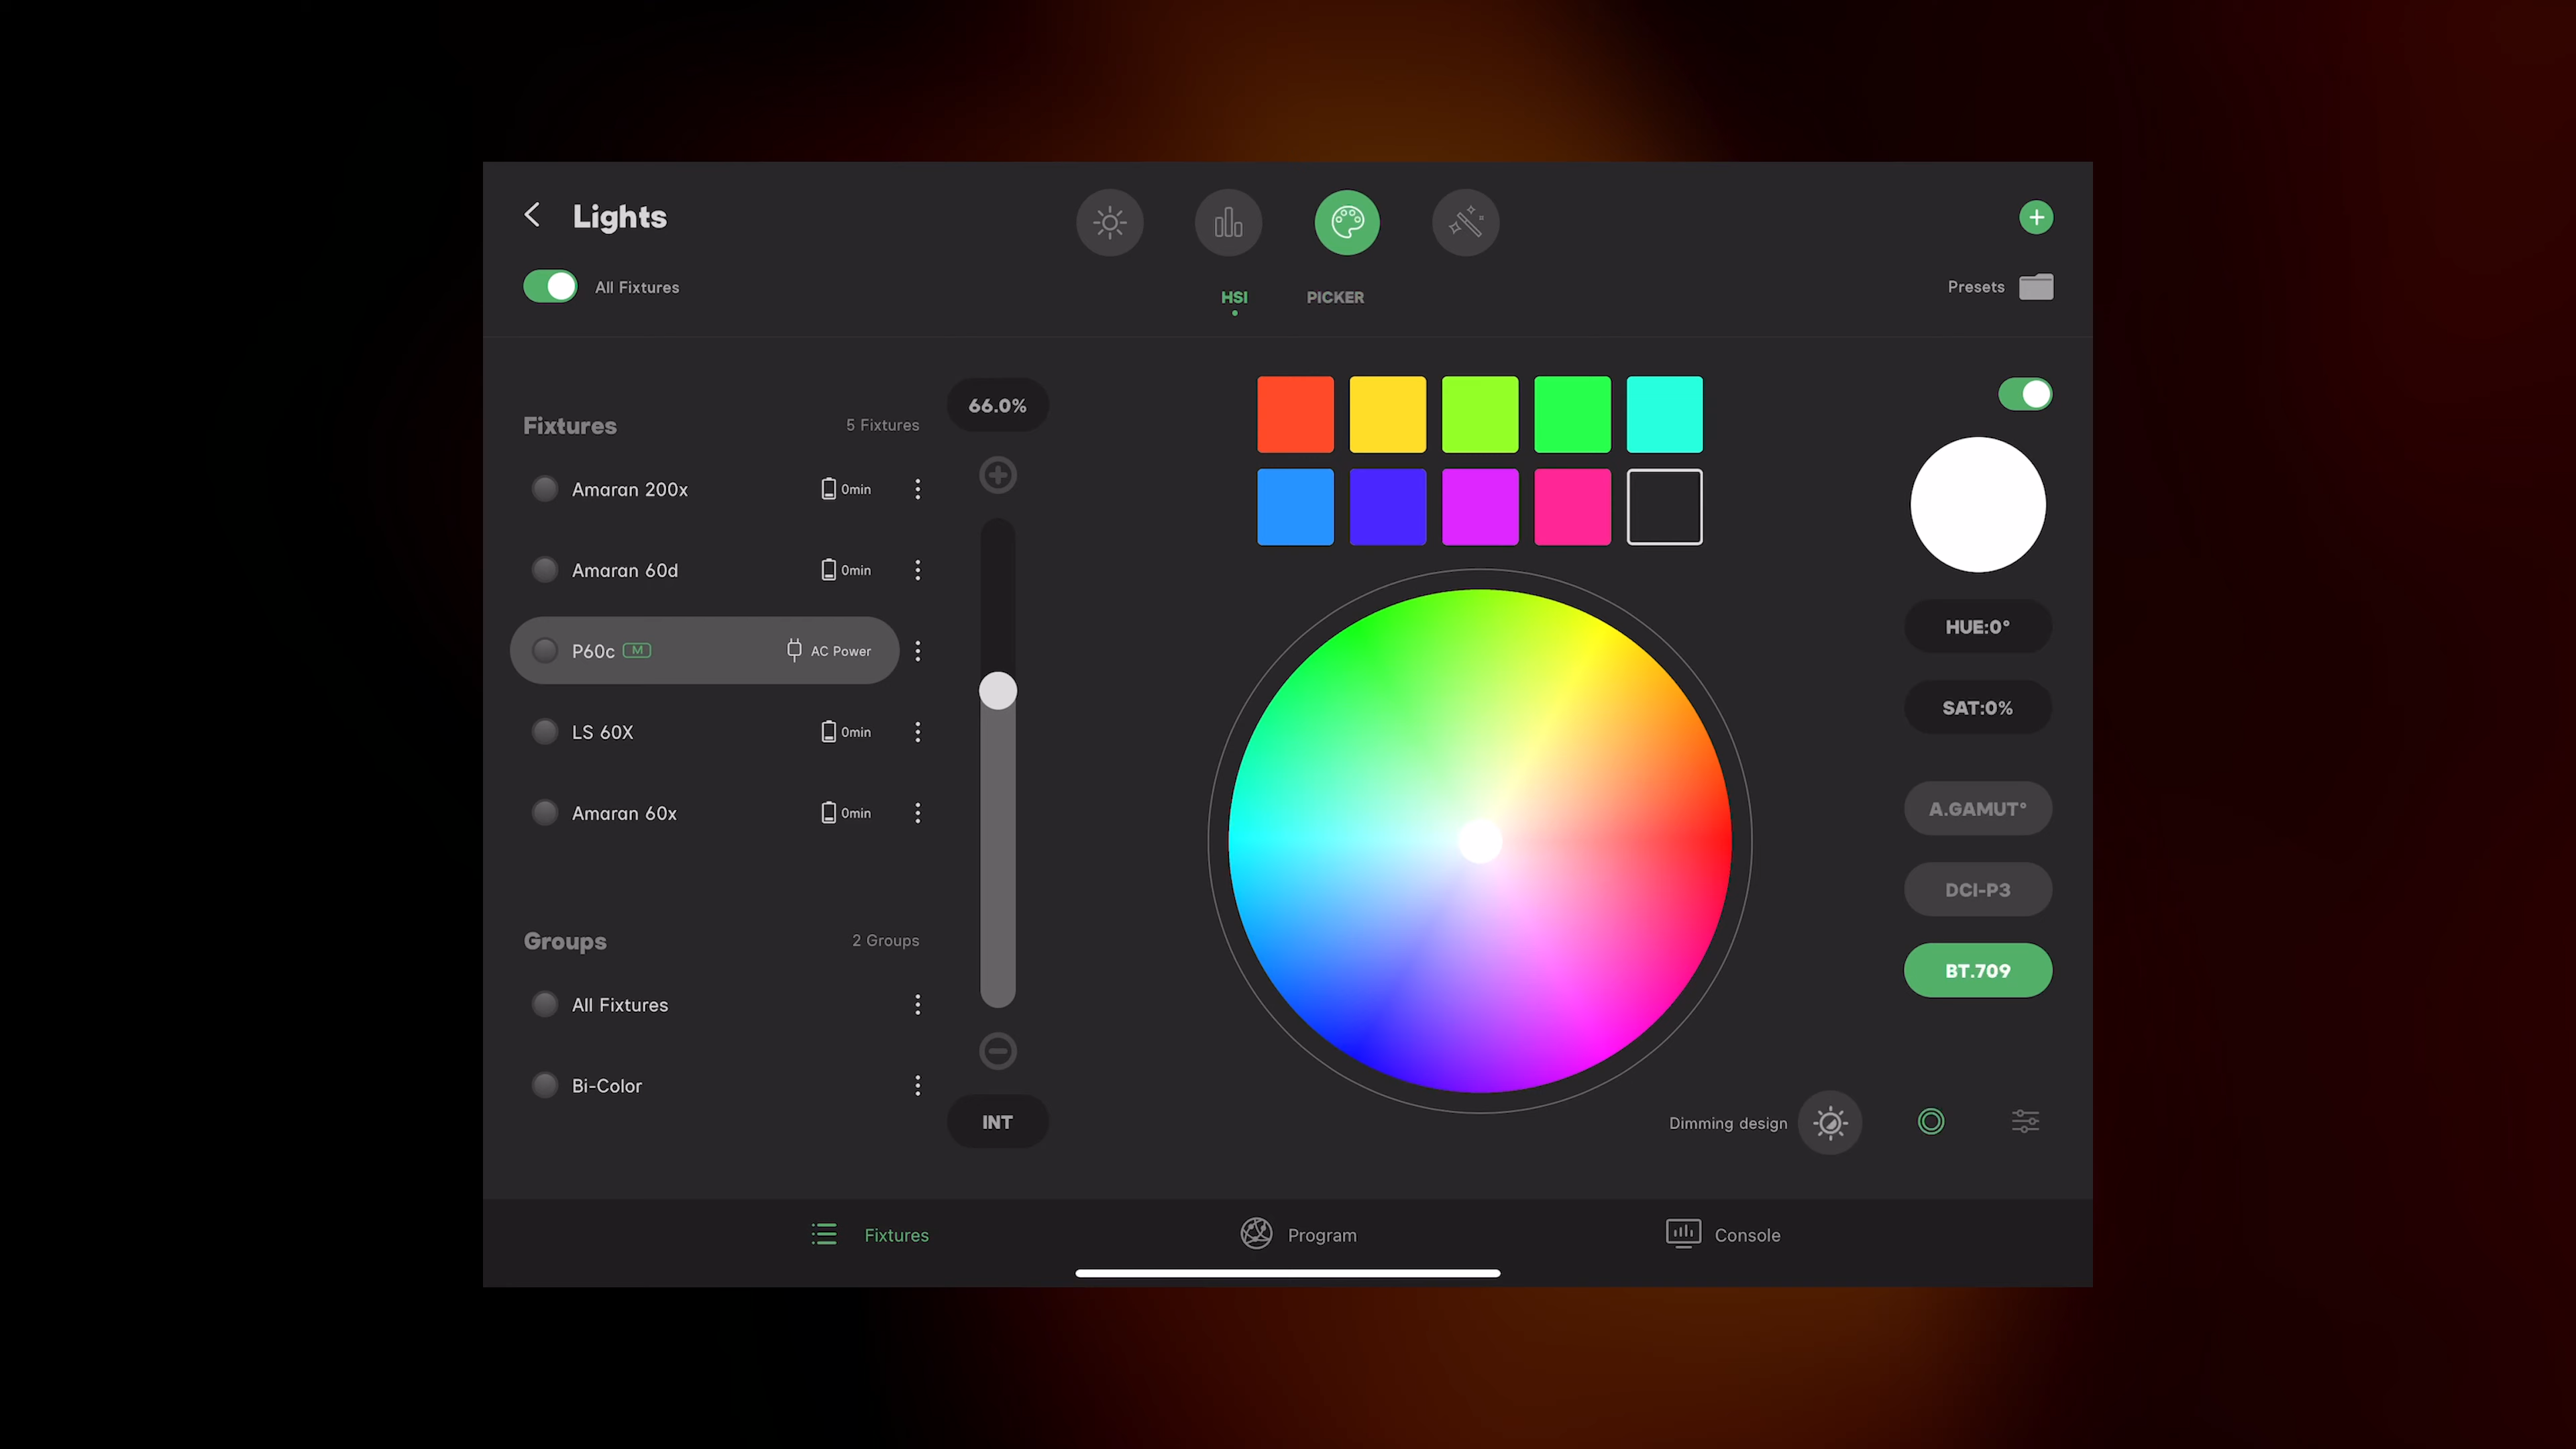 Lights
All Fixtures
HSI
PICKER
Presets
Fixtures
5 Fixtures
Amaran 200x
0min
Amaran 60d
0min
P60c M
AC Power
LS 60X
0min
Amaran 60x
0min
Groups
2 Groups
All Fixtures
Bi-Color
66.0%
INT
HUE:0°
SAT:0%
A.GAMUT°
DCI-P3
BT.709
Dimming design
Fixtures
Program
Console